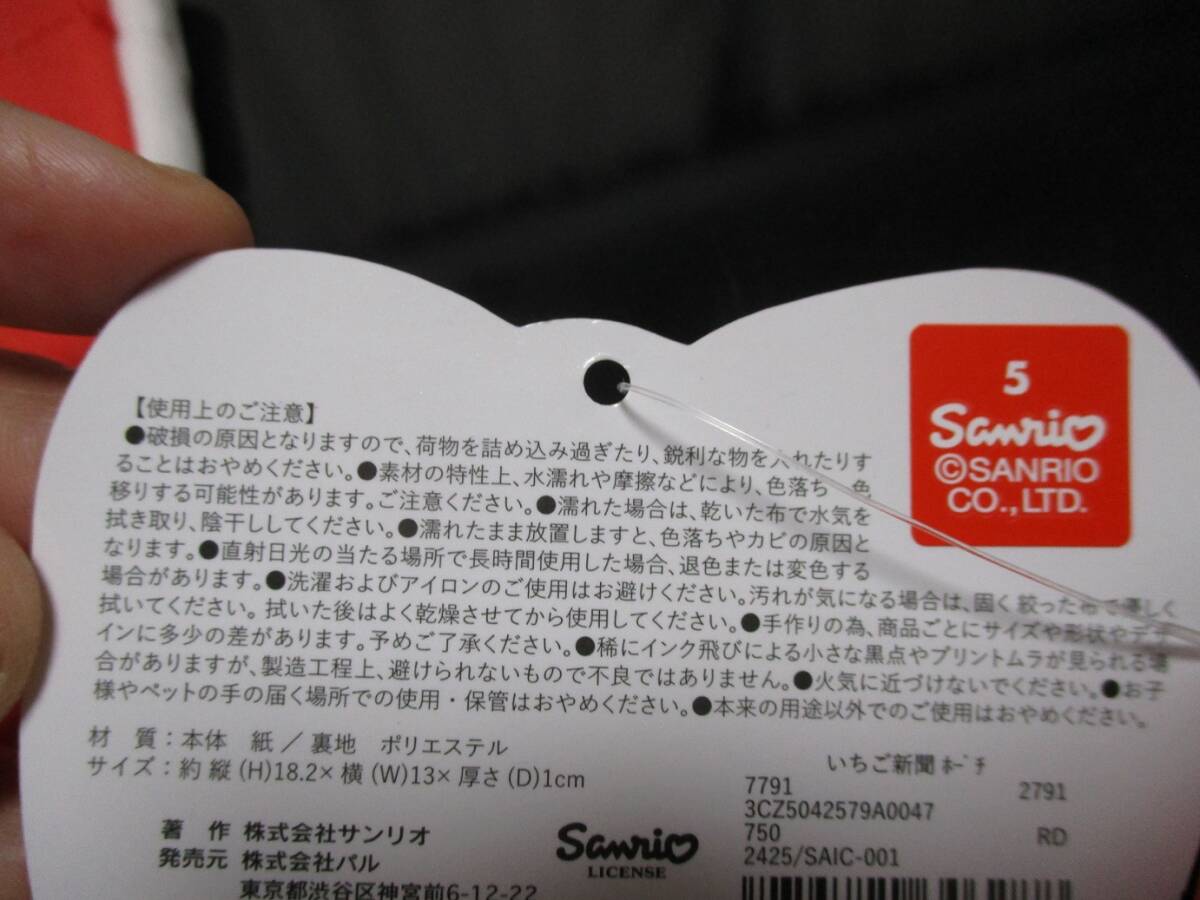 【使用上のご注意】
●破損の原因となりますので、荷物を詰め込み過ぎたり、鋭利な物を入れたりす
ることはおやめください。●素材の特性上、水濡れや摩擦などにより、色落ち 色
移りする可能性があります。ご注意ください。●濡れた場合は、乾いた布で水気を
拭き取り、陰干ししてください。●濡れたまま放置しますと、色落ちやカビの原因と
なります。●直射日光の当たる場所で長時間使用した場合、退色または変色する
場合があります。●洗濯およびアイロンのご使用はお避けください。汚れが気になる場合は、固く絞った布で優しく
拭いてください。拭いた後はよく乾燥させてから使用してください。●手作りの為、商品ごとにサイズや形状やデザ
インに多少の差があります。予めご了承ください。●稀にインク飛びによる小さな黒点やプリントムラが見られる場
合がありますが、製造工程上、避けられないもので不良ではありません。●火気に近づけないでください。●お子
様やペットの手の届く場所での使用・保管はおやめください。●本来の用途以外でのご使用はおやめください。
5
Sanrio
©SANRIO
CO.,LTD.
材 質：本体 紙／裏地 ポリエステル
サイズ：約 縦(H)18.2×横(W)13×厚さ(D)1cm
著 作 株式会社サンリオ
発売元 株式会社パル
東京都渋谷区神宮前6-12-22
Sanrio
LICENSE
いちご新聞ﾎﾟｰﾁ
7791 2791
3CZ5042579A0047
750 RD
2425/SAIC-001